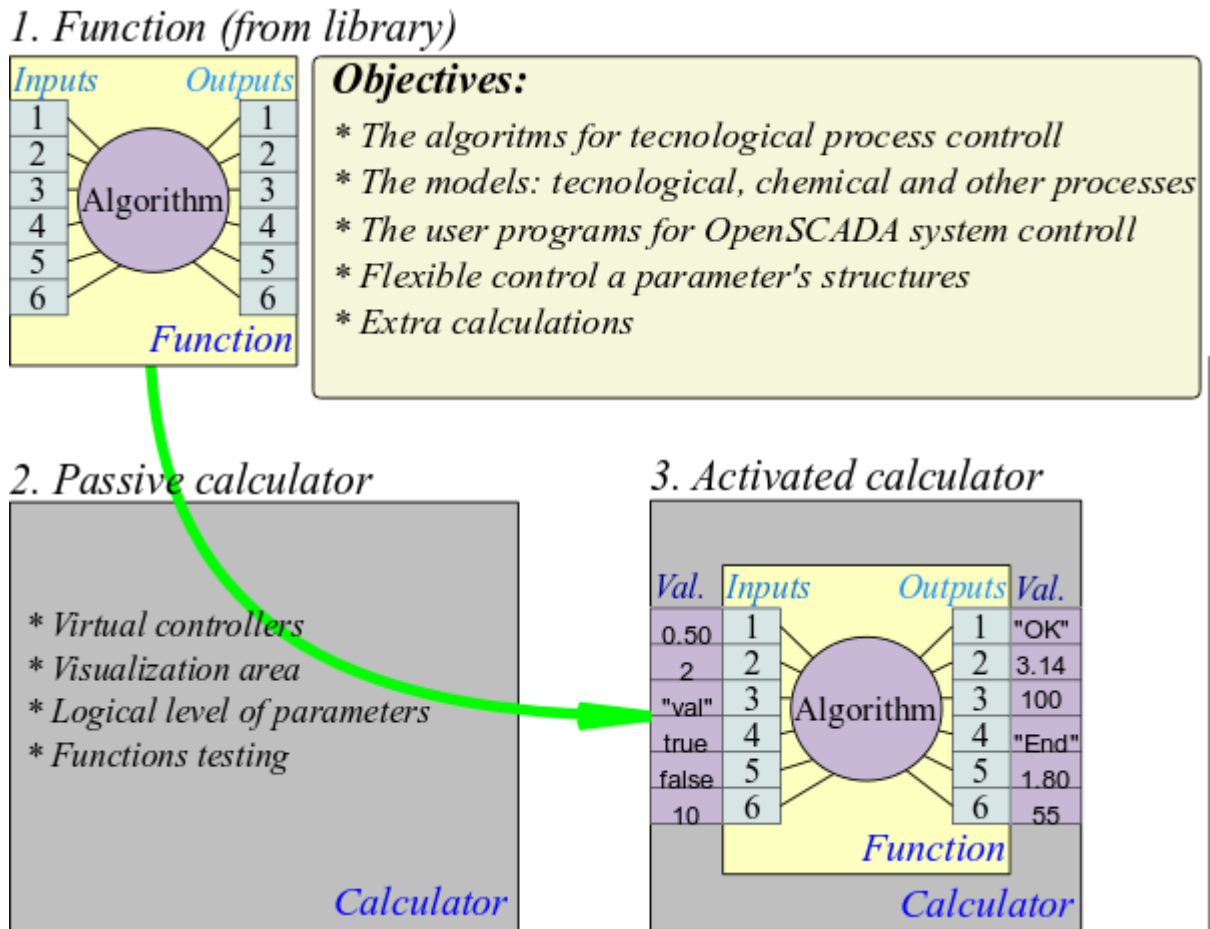 1. Function (from library)
Inputs Outputs
1 1
2 2
3 3
Algorithm
4 4
5 5
6 6
Function
Objectives:
* The algoritms for tecnological process controll
* The models: tecnological, chemical and other processes
* The user programs for OpenSCADA system controll
* Flexible control a parameter's structures
* Extra calculations
2. Passive calculator
* Virtual controllers
* Visualization area
* Logical level of parameters
* Functions testing
Calculator
3. Activated calculator
Val. Inputs Outputs Val.
0.50 1 1 "OK"
2 2 2 3.14
"val" 3 3 100
Algorithm
true 4 4 "End"
false 5 5 1.80
10 6 6 55
Function
Calculator